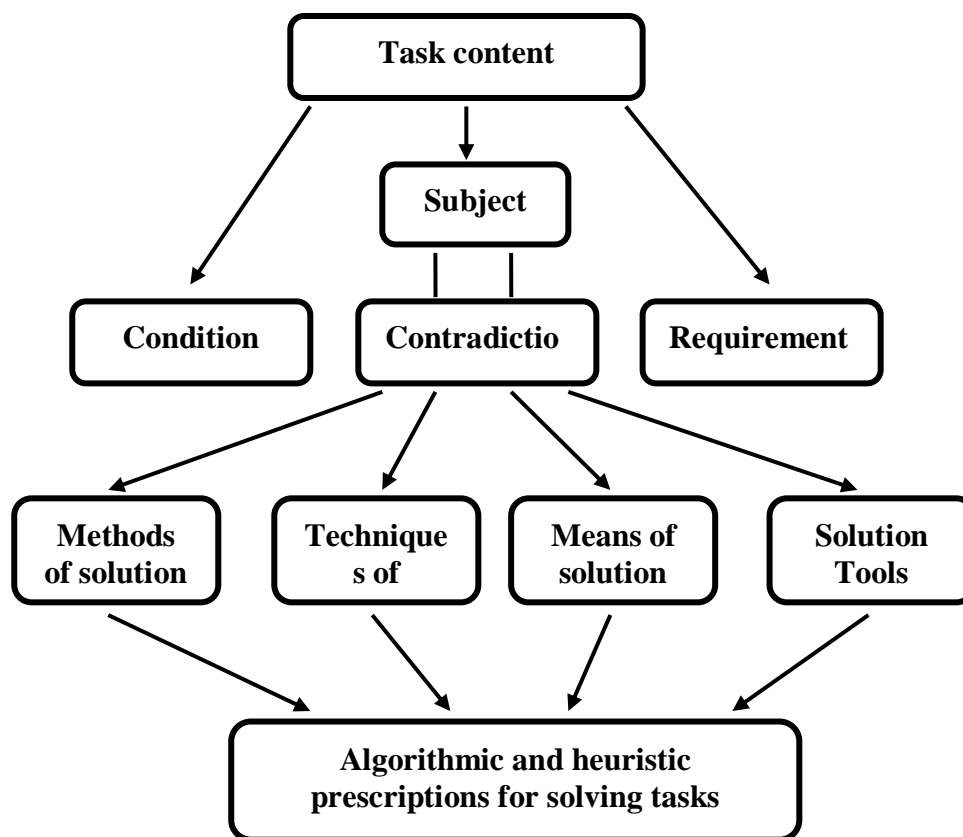 Task content
Subject
Condition
Contradictio
Requirement
Methods
of solution
Technique
s of
Means of
solution
Solution
Tools
Algorithmic and heuristic
prescriptions for solving tasks